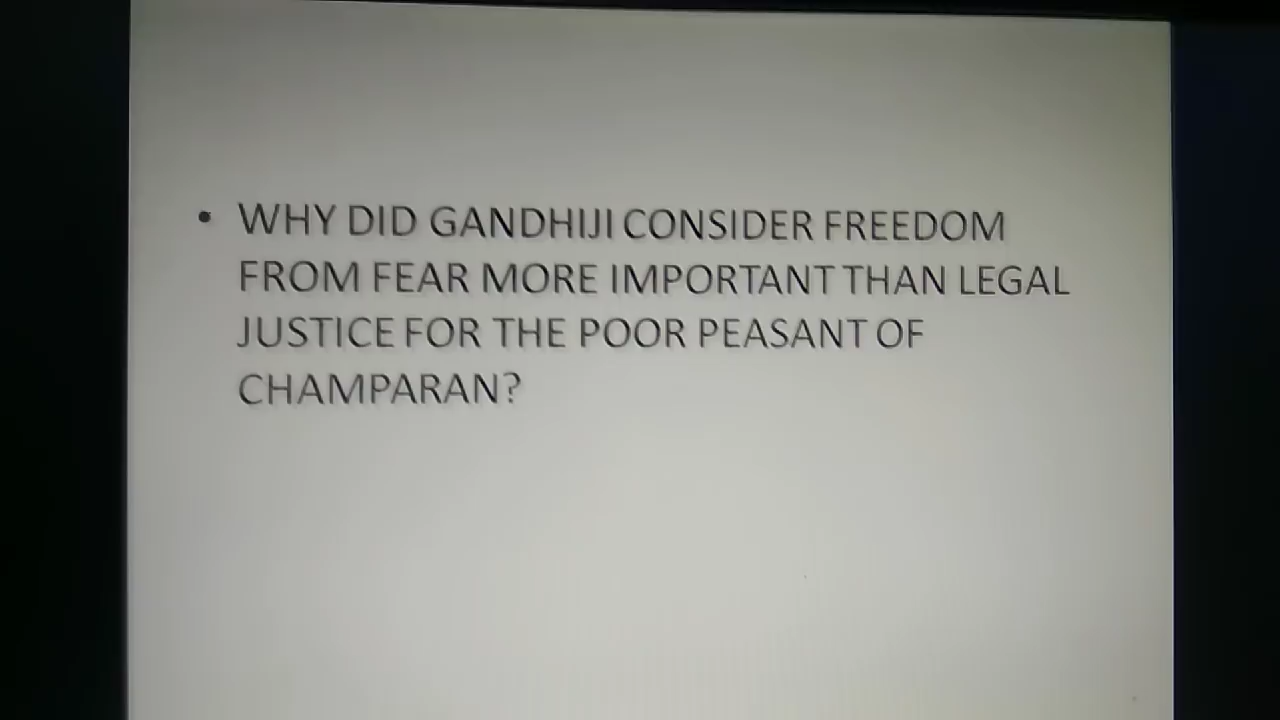 • WHY DID GANDHIJI CONSIDER FREEDOM
FROM FEAR MORE IMPORTANT THAN LEGAL
JUSTICE FOR THE POOR PEASANT OF
CHAMPARAN?